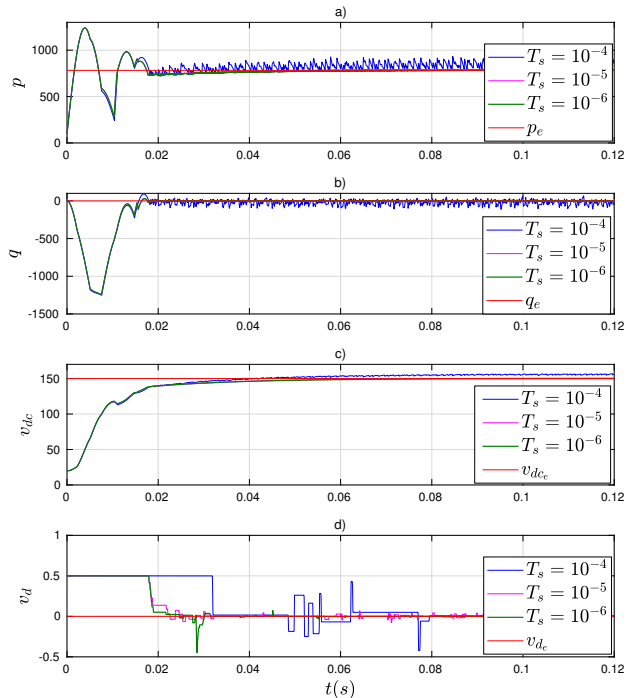 a)
1000
500
0
p
0
0.02
0.04
0.06
0.08
0.1
0.12
T_s = 10^{-4}
T_s = 10^{-5}
T_s = 10^{-6}
p_e
b)
0
-500
-1000
-1500
q
0
0.02
0.04
0.06
0.08
0.1
0.12
T_s = 10^{-4}
T_s = 10^{-5}
T_s = 10^{-6}
q_e
c)
150
100
50
0
v_{dc}
0
0.02
0.04
0.06
0.08
0.1
0.12
T_s = 10^{-4}
T_s = 10^{-5}
T_s = 10^{-6}
v_{dc_e}
d)
1
0.5
0
-0.5
v_d
0
0.02
0.04
0.06
0.08
0.1
0.12
T_s = 10^{-4}
T_s = 10^{-5}
T_s = 10^{-6}
v_{d_e}
t(s)